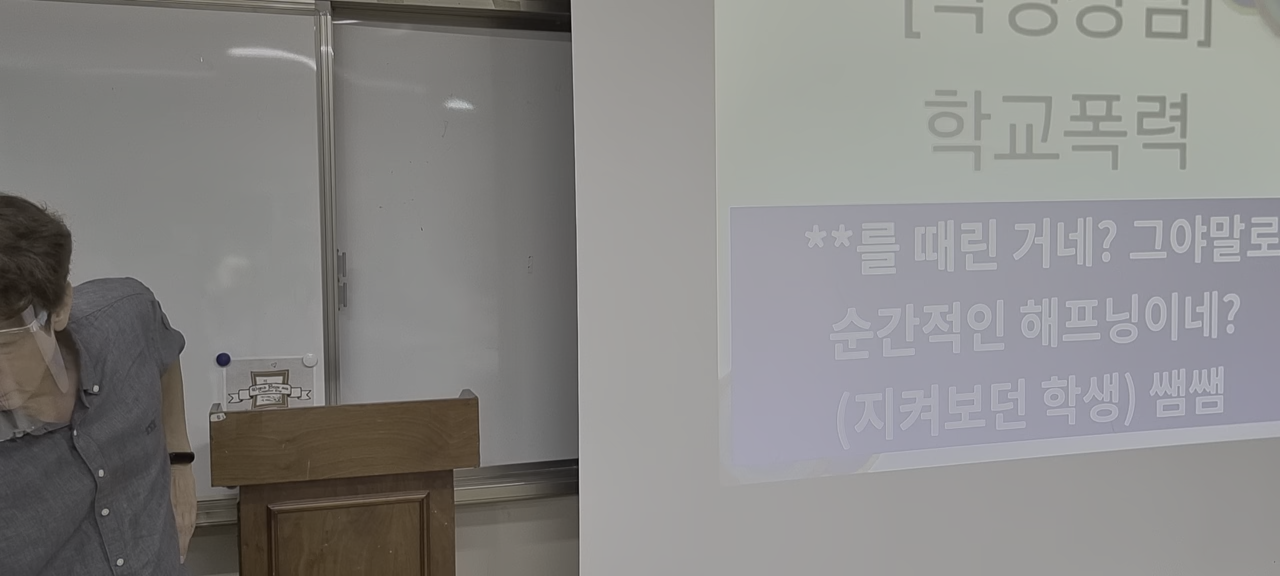 학교폭력
**를 때린 거네? 그야말로
순간적인 해프닝이네?
(지켜보던 학생) 쌤쌤